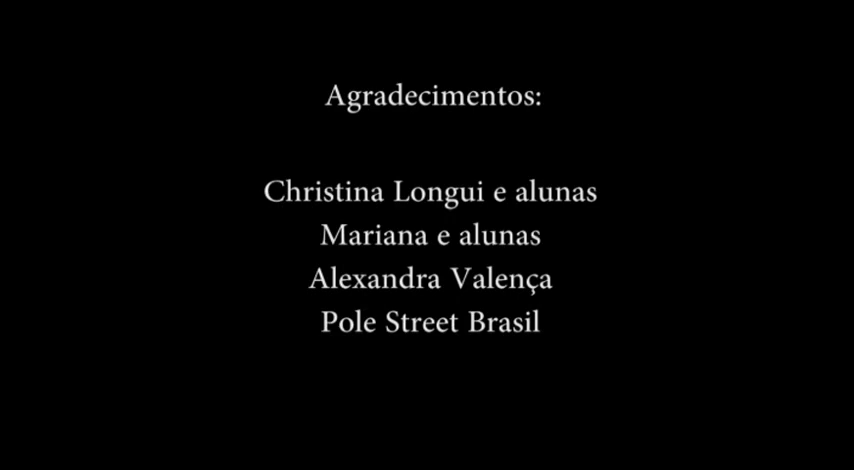 Agradecimentos:
Christina Longui e alunas
Mariana e alunas
Alexandra Valença
Pole Street Brasil